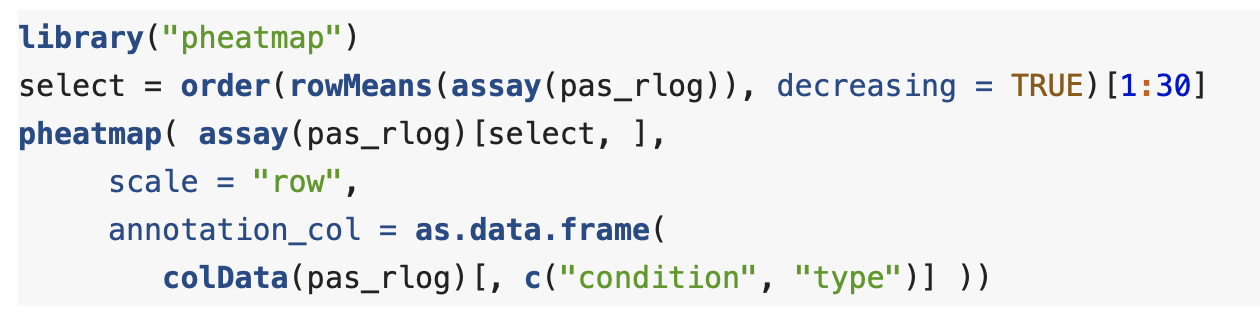 library("pheatmap")
select = order(rowMeans(assay(pas_rlog)), decreasing = TRUE)[1:30]
pheatmap( assay(pas_rlog)[select, ],
     scale = "row",
     annotation_col = as.data.frame(
        colData(pas_rlog)[, c("condition", "type")] ))